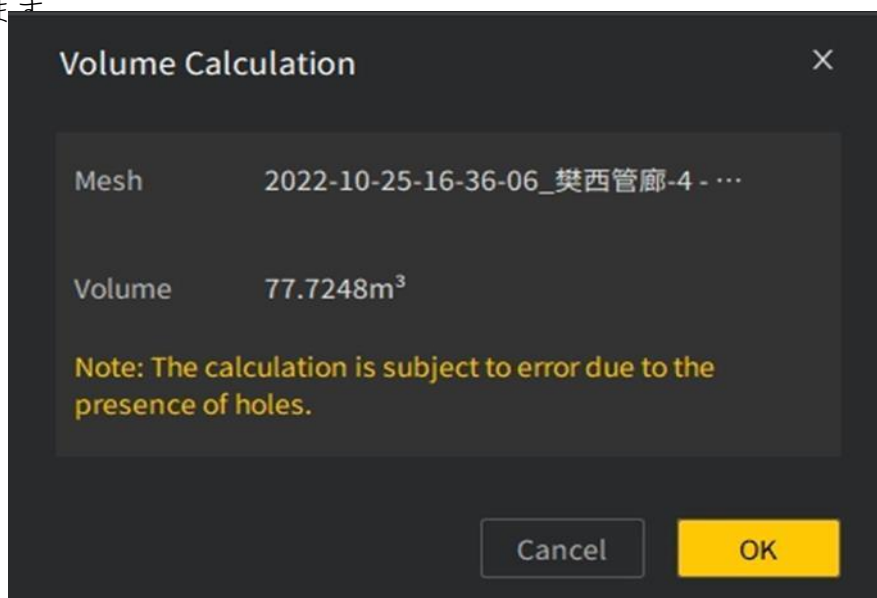 Volume Calculation
Mesh 2022-10-25-16-36-06_樊西管廊-4 - ···
Volume 77.7248m³
Note: The calculation is subject to error due to the
presence of holes.
Cancel OK